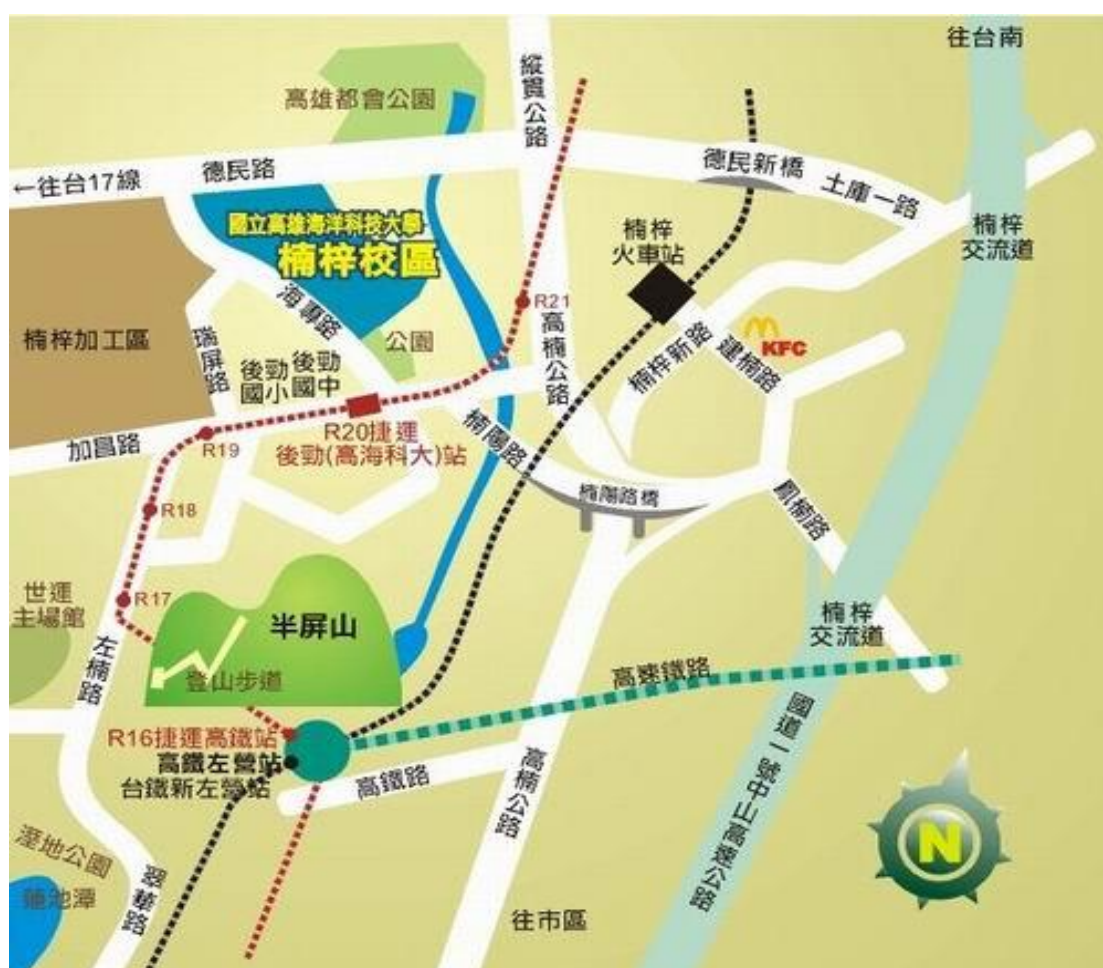 往台南
縱貫公路
高雄都會公園
德民新橋
德民路
←往台17線
土庫一路
國立高雄海洋科技大學
楠梓校區
楠梓
火車站
楠梓
交流道
海專路
R21
高楠公路
楠梓加工區
瑞屏路
公園
KFC
建楠路
楠梓新路
後勁
國小
後勁
國中
R20捷運
後勁(高海科大)站
加昌路
R19
楠陽路
楠陽路橋
鳳楠路
R18
世運
主場館
R17
半屏山
楠梓
交流道
左楠路
登山步道
高速鐵路
國道一號中山高速公路
R16捷運高鐵站
高鐵左營站
台鐵新左營站
高鐵路
高楠公路
N
溼地公園
蓮池潭
翠華路
往市區